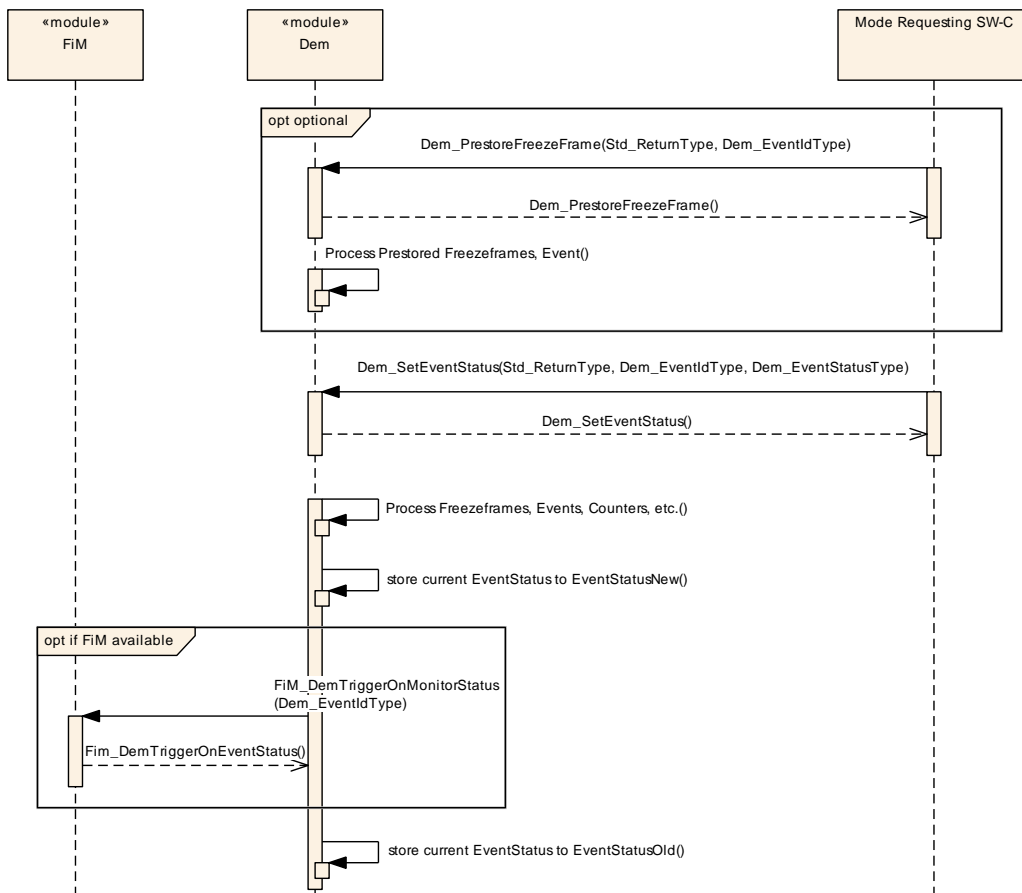 «module»
FiM
«module»
Dem
Mode Requesting SW-C
opt optional
Dem_PrestoreFreezeFrame(Std_ReturnType, Dem_EventIdType)
Dem_PrestoreFreezeFrame()
Process Prestored Freezeframes, Event()
Dem_SetEventStatus(Std_ReturnType, Dem_EventIdType, Dem_EventStatusType)
Dem_SetEventStatus()
Process Freezeframes, Events, Counters, etc.()
store current EventStatus to EventStatusNew()
opt if FiM available
FiM_DemTriggerOnMonitorStatus
(Dem_EventIdType)
Fim_DemTriggerOnEventStatus()
store current EventStatus to EventStatusOld()